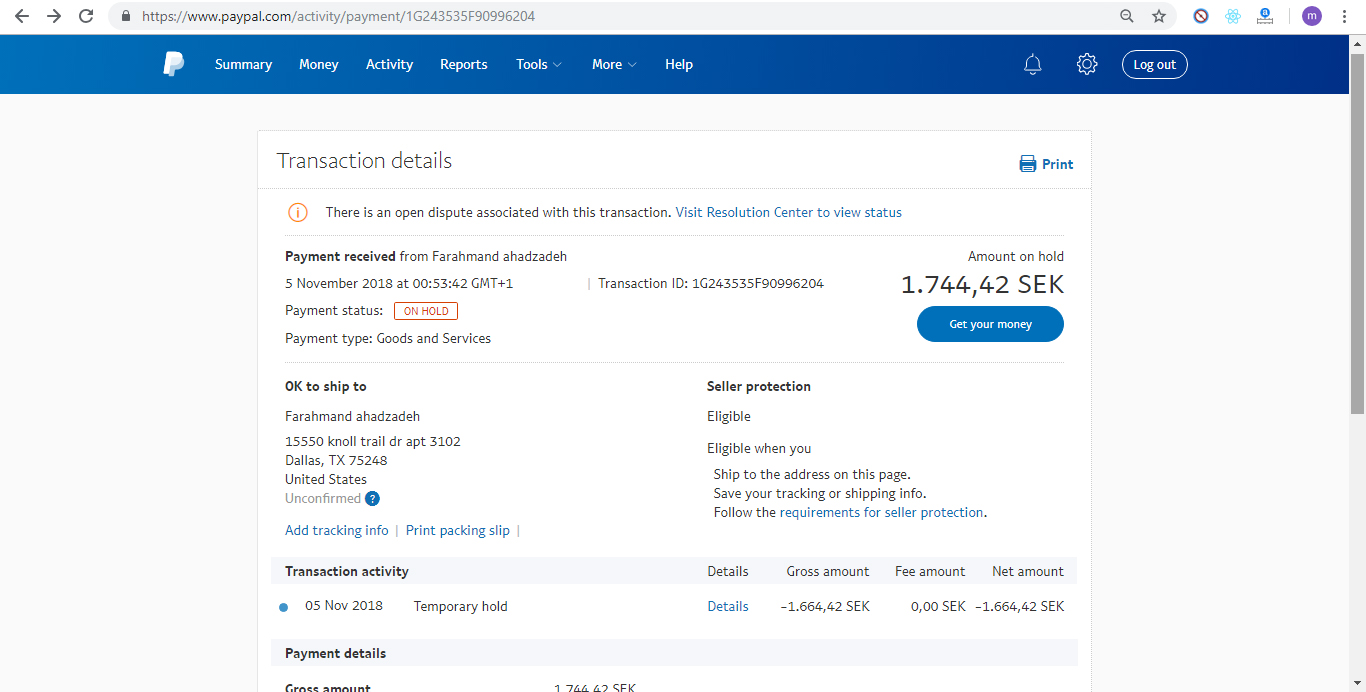 https://www.paypal.com/activity/payment/1G243535F90996204
m
Summary Money Activity Reports Tools More Help Log out
Transaction details
Print
There is an open dispute associated with this transaction. Visit Resolution Center to view status
Payment received from Farahmand ahadzadeh
Amount on hold
5 November 2018 at 00:53:42 GMT+1 | Transaction ID: 1G243535F90996204
1.744,42 SEK
Payment status: ON HOLD
Get your money
Payment type: Goods and Services
OK to ship to
Farahmand ahadzadeh
15550 knoll trail dr apt 3102
Dallas, TX 75248
United States
Unconfirmed ?
Add tracking info | Print packing slip |
Seller protection
Eligible
Eligible when you
Ship to the address on this page.
Save your tracking or shipping info.
Follow the requirements for seller protection.
Transaction activity Details Gross amount Fee amount Net amount
05 Nov 2018 Temporary hold Details -1.664,42 SEK 0,00 SEK -1.664,42 SEK
Payment details
Gross amount 1.744,42 SEK